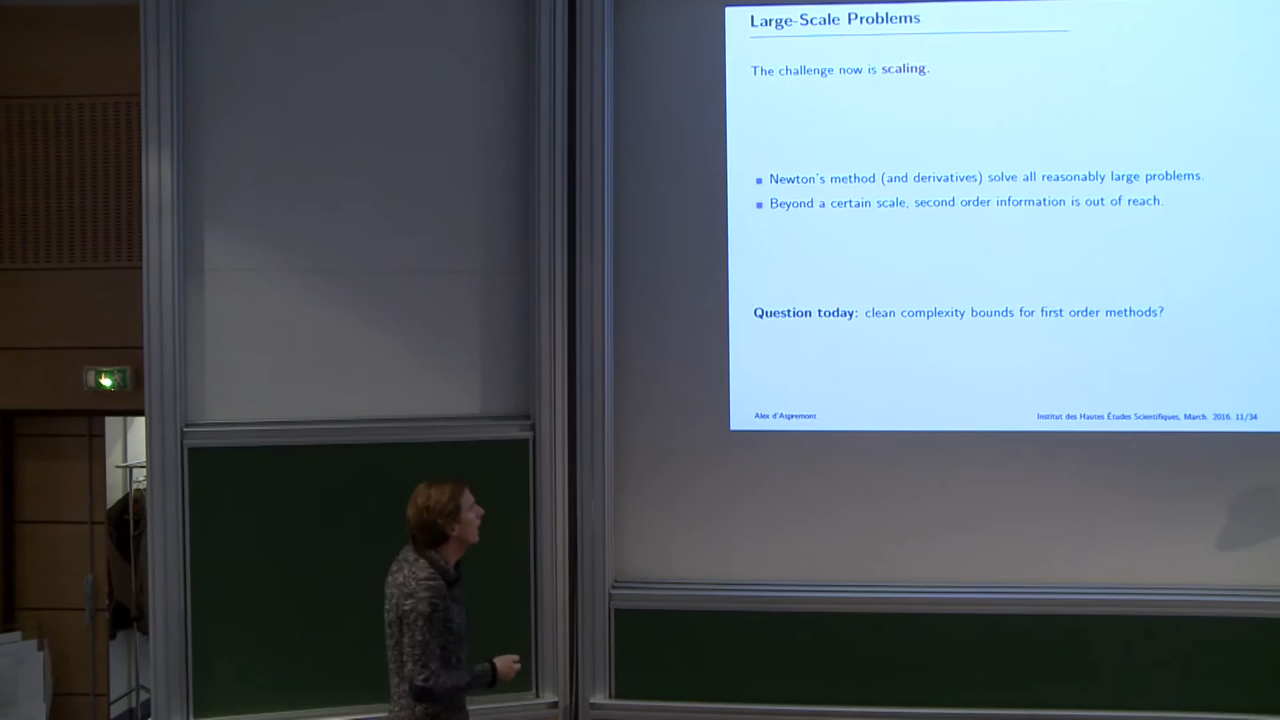 Large-Scale Problems
The challenge now is scaling.
Newton's method (and derivatives) solve all reasonably large problems.
Beyond a certain scale, second order information is out of reach.
Question today: clean complexity bounds for first order methods?
Alex d'Aspremont
Institut des Hautes Études Scientifiques, March. 2016. 11/34